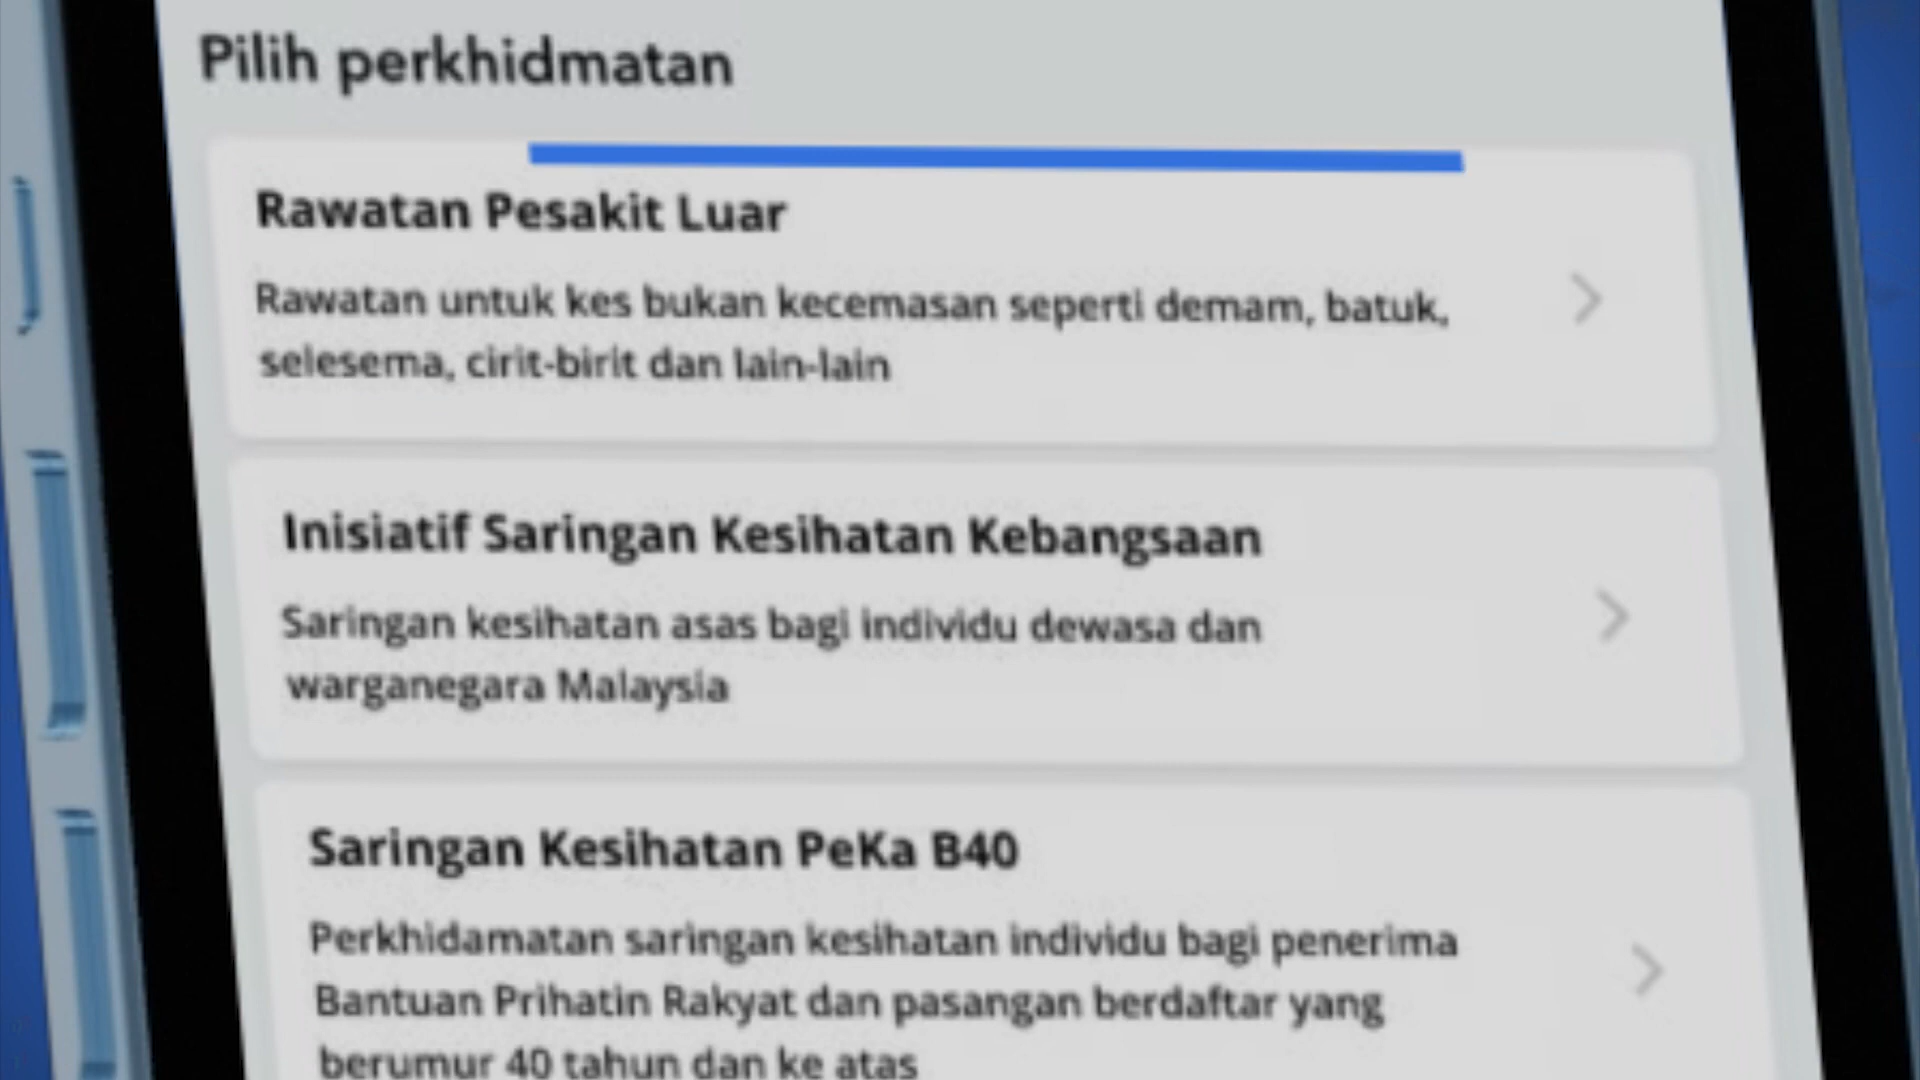 Pilih perkhidmatan
Rawatan Pesakit Luar
Rawatan untuk kes bukan kecemasan seperti demam, batuk,
selesema, cirit-birit dan lain-lain
Inisiatif Saringan Kesihatan Kebangsaan
Saringan kesihatan asas bagi individu dewasa dan
warganegara Malaysia
Saringan Kesihatan PeKa B40
Perkhidamatan saringan kesihatan individu bagi penerima
Bantuan Prihatin Rakyat dan pasangan berdaftar yang
berumur 40 tahun dan ke atas